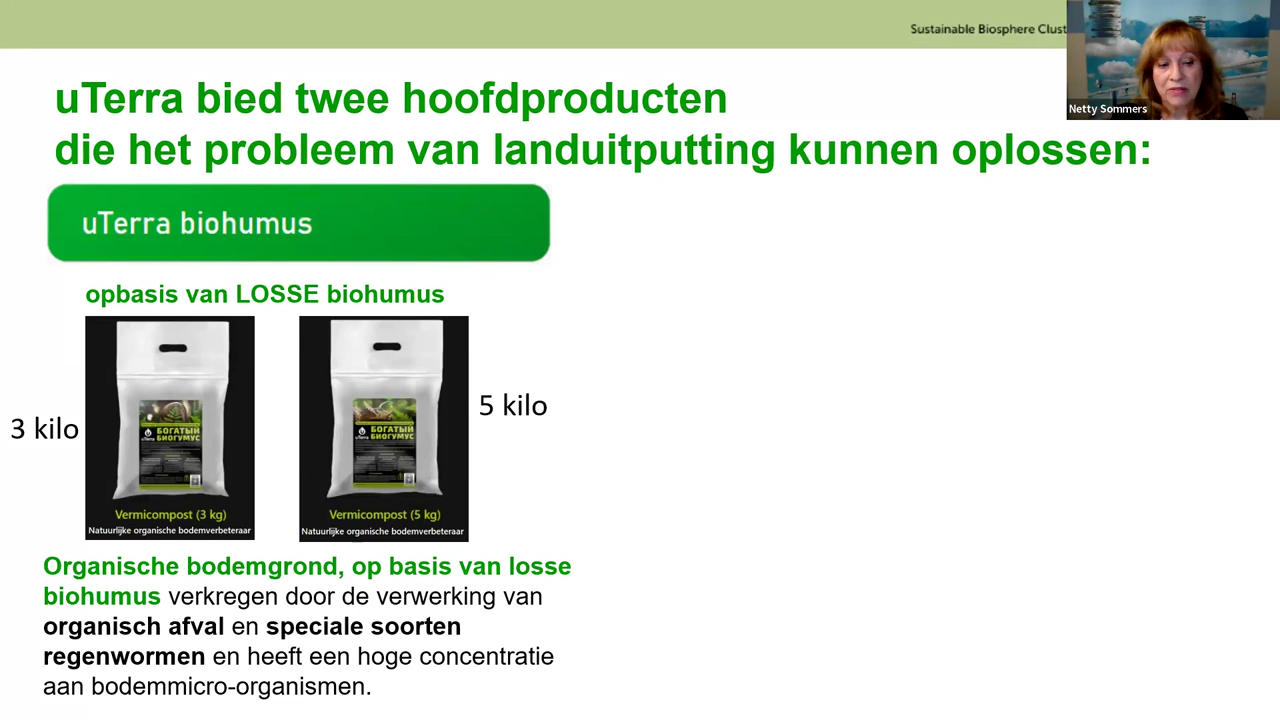 Sustainable Biosphere Clust
Netty Sommers
uTerra bied twee hoofdproducten
die het probleem van landuitputting kunnen oplossen:
uTerra biohumus
opbasis van LOSSE biohumus
3 kilo
uTerra
БОГАТЫЙ
БИОГУМУС
Vermicompost (3 kg)
Natuurlijke organische bodemverbeteraar
5 kilo
uTerra
БОГАТЫЙ
БИОГУМУС
Vermicompost (5 kg)
Natuurlijke organische bodemverbeteraar
Organische bodemgrond, op basis van losse
biohumus verkregen door de verwerking van
organisch afval en speciale soorten
regenwormen en heeft een hoge concentratie
aan bodemmicro-organismen.